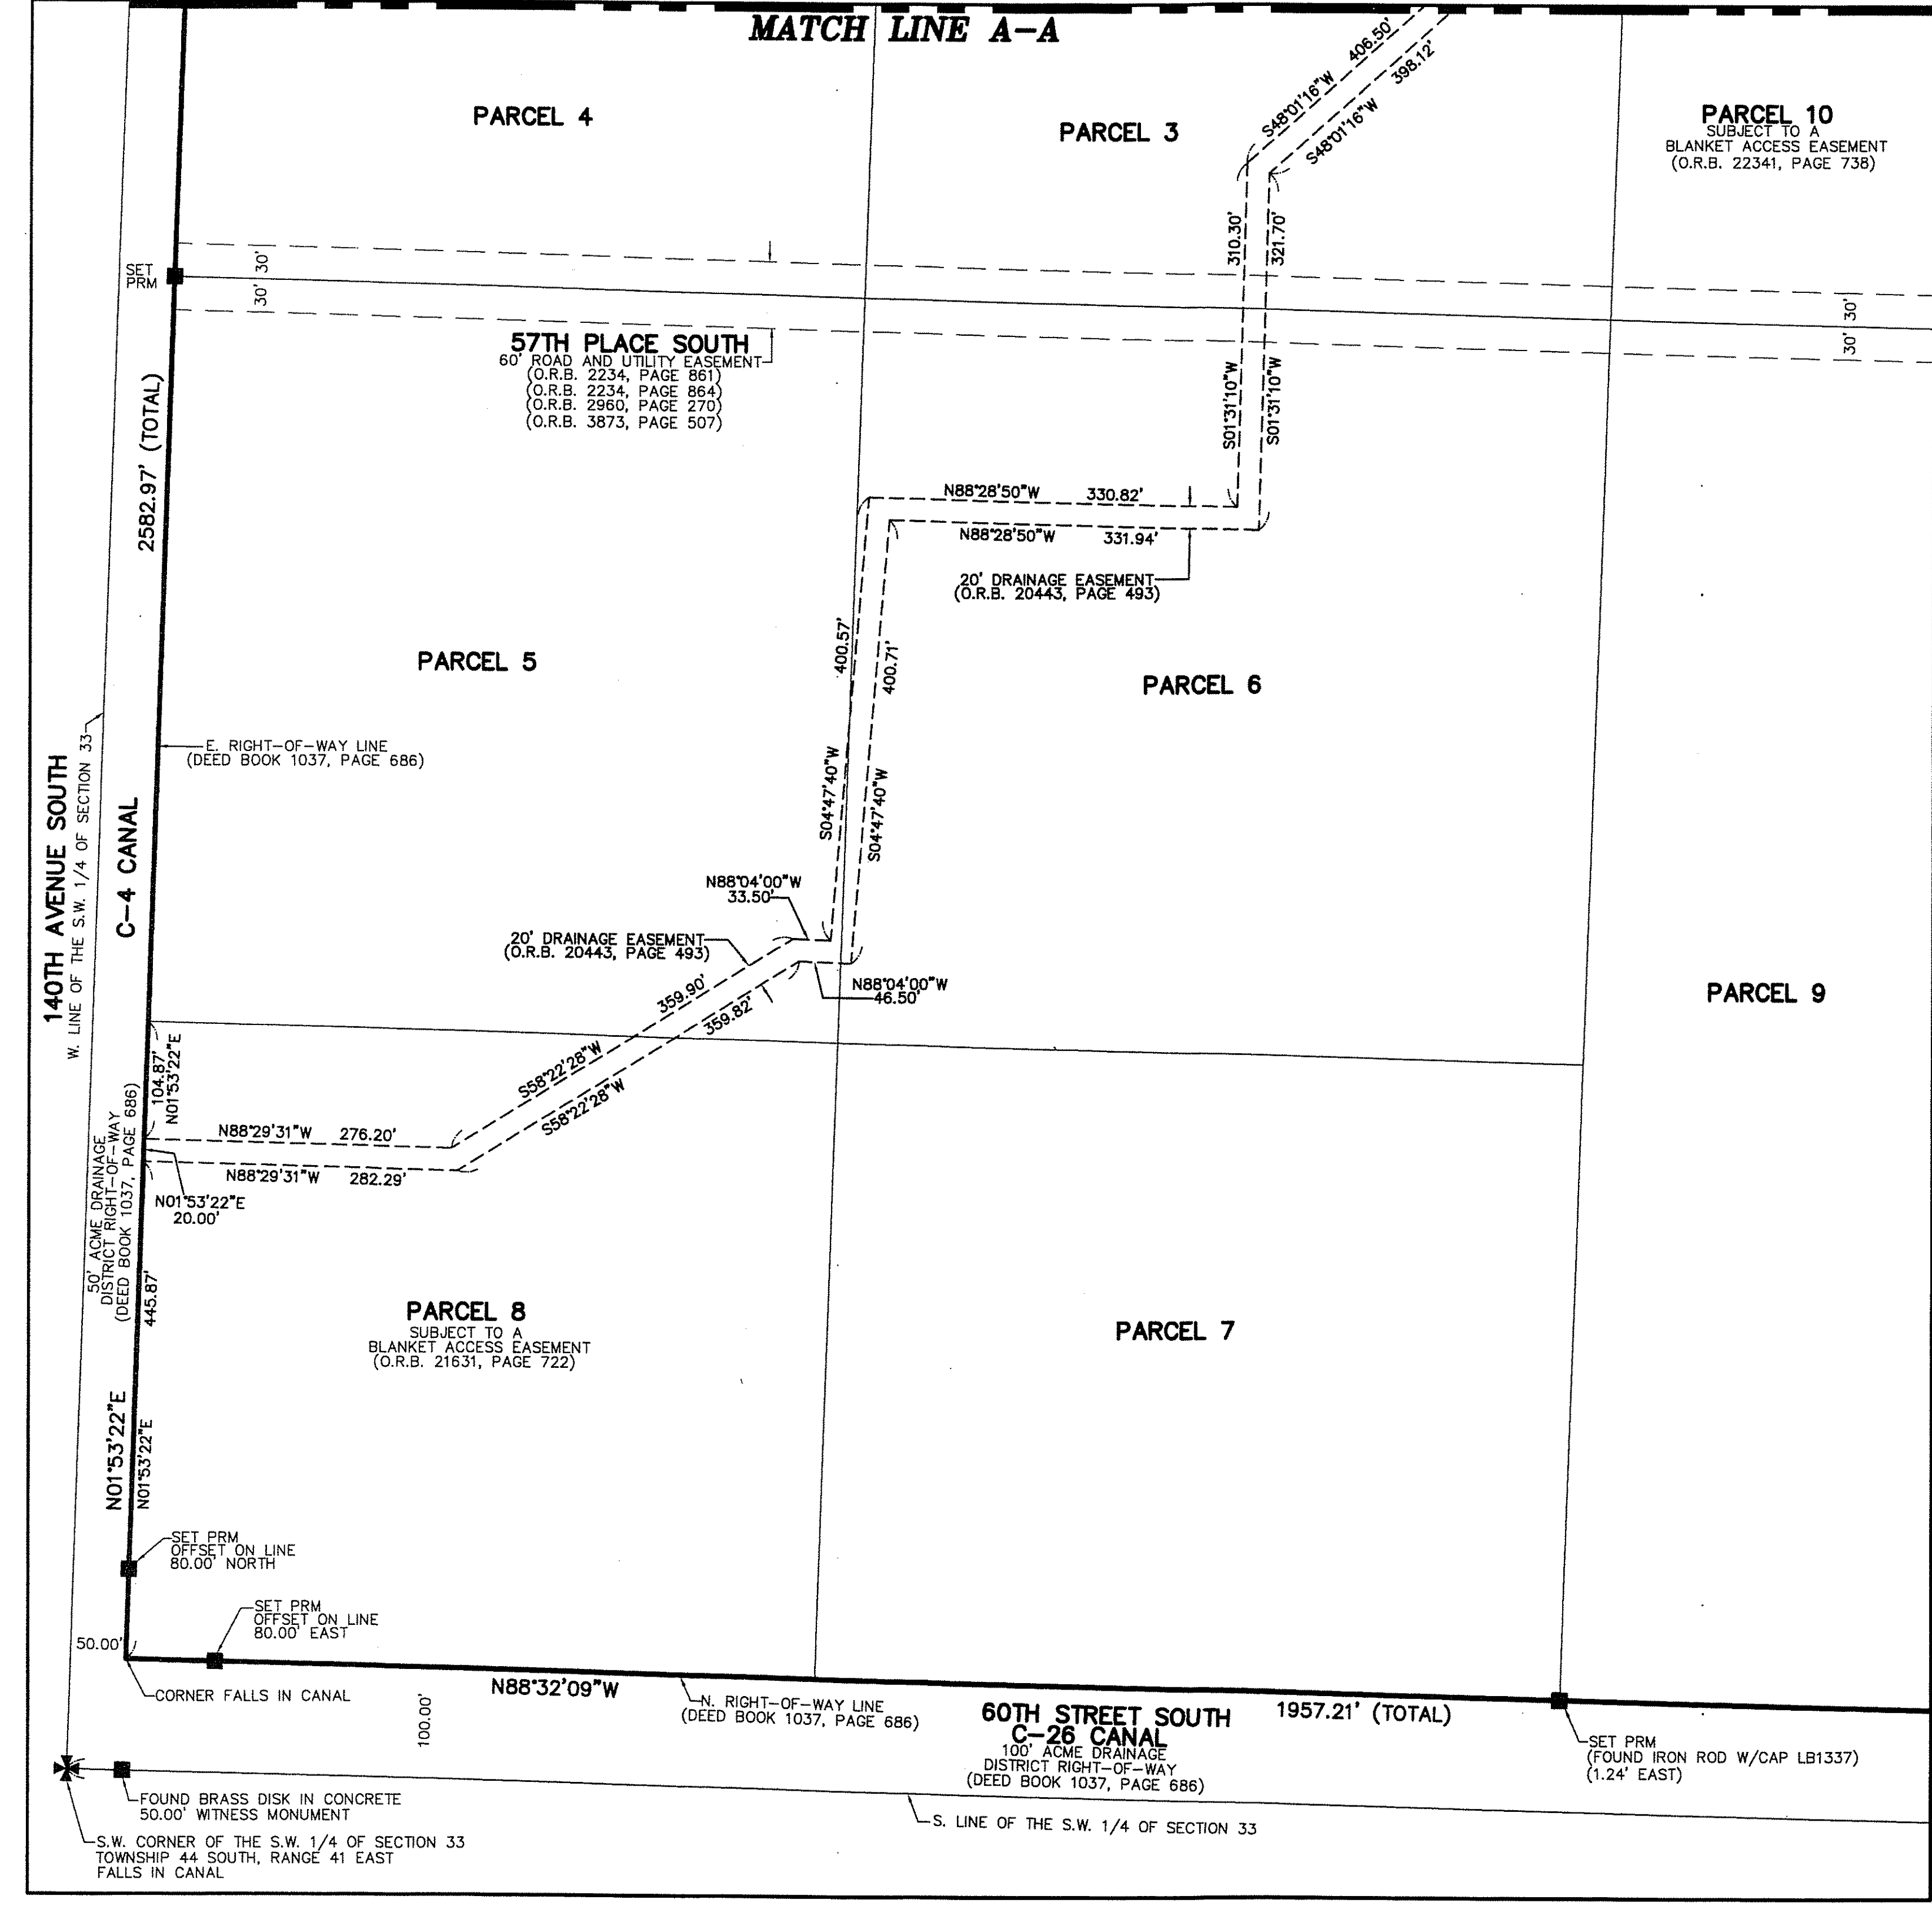 MATCH LINE A-A
406.50'
S48°01'16"W
398.12'
S48°01'16"W
PARCEL 4
PARCEL 3
PARCEL 10
SUBJECT TO A
BLANKET ACCESS EASEMENT
(O.R.B. 22341, PAGE 738)
310.30'
321.70'
SET
PRM
30'
30'
30'
30'
57TH PLACE SOUTH
60' ROAD AND UTILITY EASEMENT
(O.R.B. 2234, PAGE 861)
(O.R.B. 2234, PAGE 864)
(O.R.B. 2960, PAGE 270)
(O.R.B. 3873, PAGE 507)
S01°31'10"W
S01°31'10"W
2582.97' (TOTAL)
N88°28'50"W 330.82'
N88°28'50"W 331.94'
20' DRAINAGE EASEMENT
(O.R.B. 20443, PAGE 493)
400.57'
400.71'
PARCEL 5
PARCEL 6
E. RIGHT-OF-WAY LINE
(DEED BOOK 1037, PAGE 686)
140TH AVENUE SOUTH
W. LINE OF THE S.W. 1/4 OF SECTION 33
C-4 CANAL
S04°47'40"W
S04°47'40"W
N88°04'00"W
33.50'
20' DRAINAGE EASEMENT
(O.R.B. 20443, PAGE 493)
N88°04'00"W
46.50'
359.90'
359.82'
PARCEL 9
S58°22'28"W
S58°22'28"W
104.87'
N01°53'22"E
N88°29'31"W 276.20'
N88°29'31"W 282.29'
N01°53'22"E
20.00'
50' ACME DRAINAGE
DISTRICT RIGHT-OF-WAY
(DEED BOOK 1037, PAGE 686)
445.87'
PARCEL 8
SUBJECT TO A
BLANKET ACCESS EASEMENT
(O.R.B. 21631, PAGE 722)
PARCEL 7
N01°53'22"E
N01°53'22"E
SET PRM
OFFSET ON LINE
80.00' NORTH
SET PRM
OFFSET ON LINE
80.00' EAST
50.00'
CORNER FALLS IN CANAL
100.00'
N88°32'09"W
N. RIGHT-OF-WAY LINE
(DEED BOOK 1037, PAGE 686)
60TH STREET SOUTH
C-26 CANAL
100' ACME DRAINAGE
DISTRICT RIGHT-OF-WAY
(DEED BOOK 1037, PAGE 686)
1957.21' (TOTAL)
SET PRM
(FOUND IRON ROD W/CAP LB1337)
(1.24' EAST)
FOUND BRASS DISK IN CONCRETE
50.00' WITNESS MONUMENT
S. LINE OF THE S.W. 1/4 OF SECTION 33
S.W. CORNER OF THE S.W. 1/4 OF SECTION 33
TOWNSHIP 44 SOUTH, RANGE 41 EAST
FALLS IN CANAL